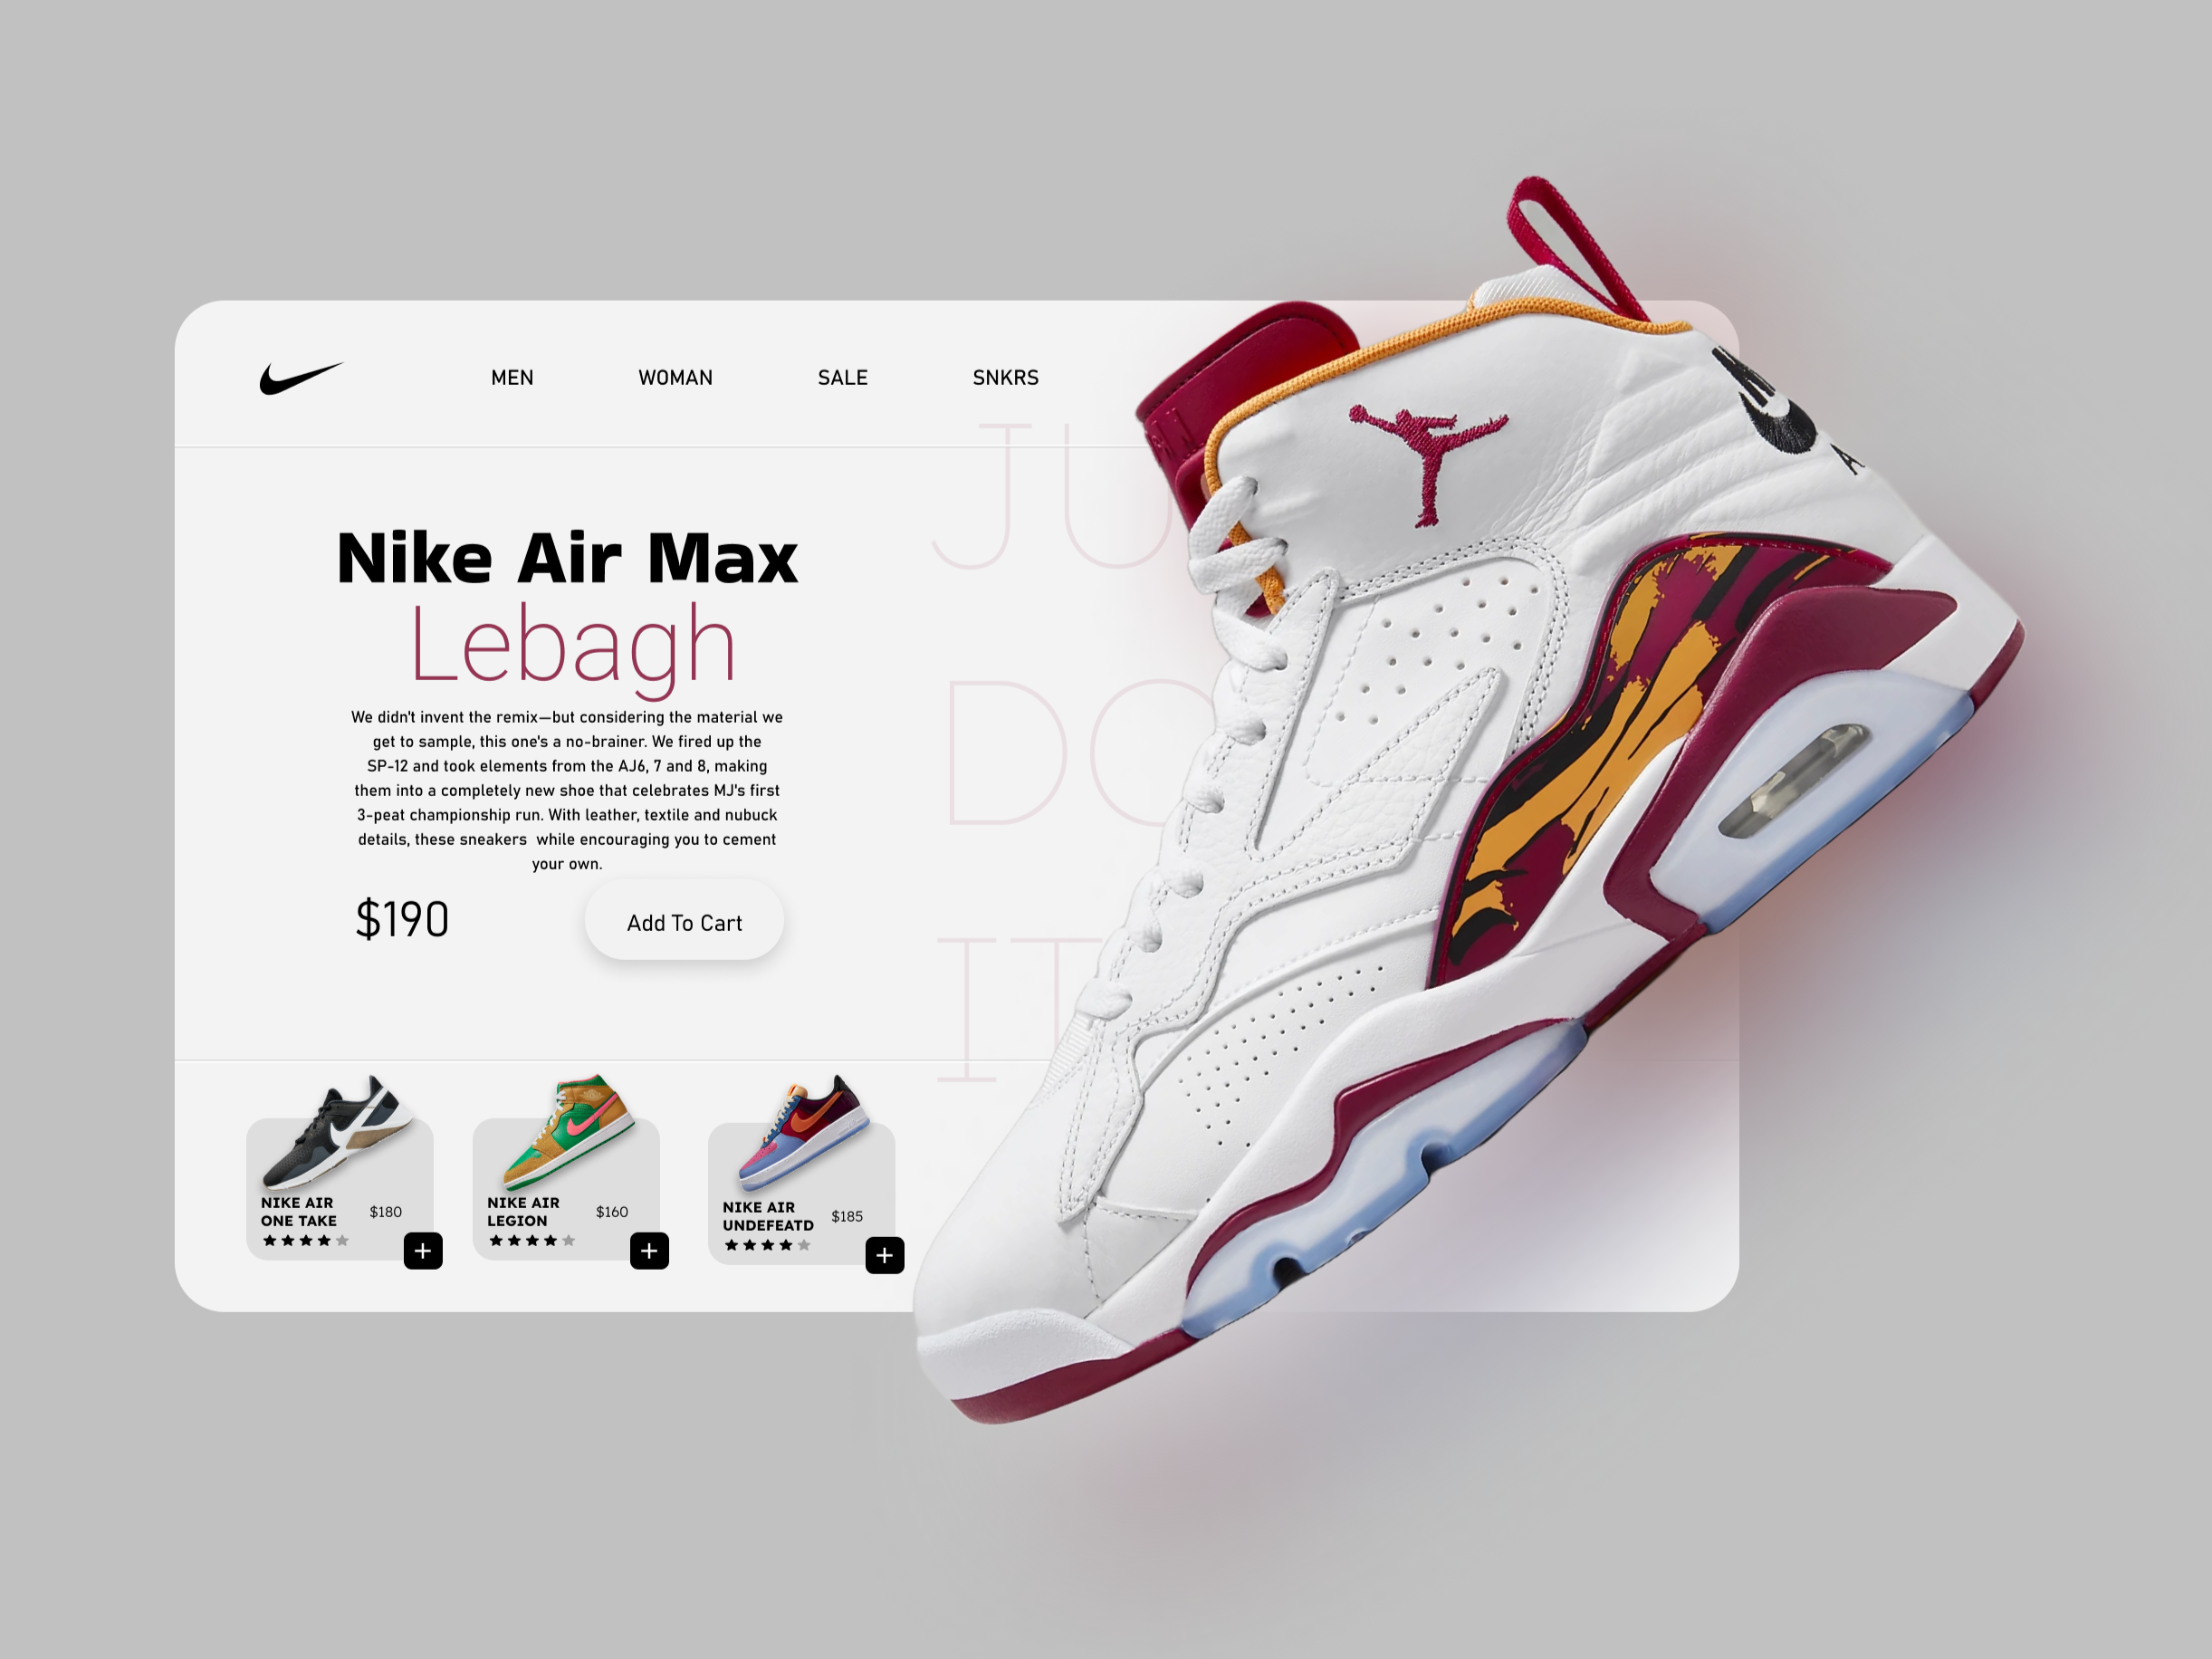 MEN WOMAN SALE SNKRS
JU
Nike Air Max
Lebagh
We didn't invent the remix—but considering the material we
get to sample, this one's a no-brainer. We fired up the
SP-12 and took elements from the AJ6, 7 and 8, making
them into a completely new shoe that celebrates MJ's first
3-peat championship run. With leather, textile and nubuck
details, these sneakers  while encouraging you to cement
your own.
DO
$190
Add To Cart
IT
NIKE AIR
ONE TAKE
$180
NIKE AIR
LEGION
$160
NIKE AIR
UNDEFEATD
$185